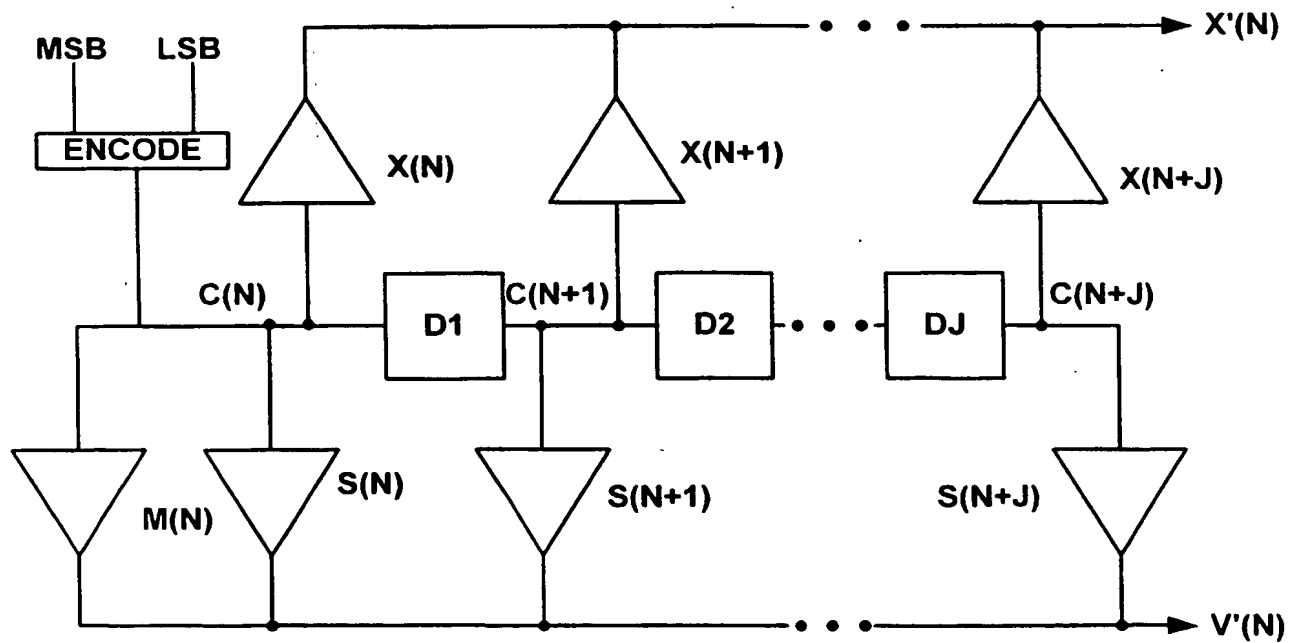 X'(N)
MSB LSB
ENCODE
X(N)
X(N+1)
X(N+J)
C(N)
C(N+1)
C(N+J)
D1
D2
DJ
M(N)
S(N)
S(N+1)
S(N+J)
V'(N)